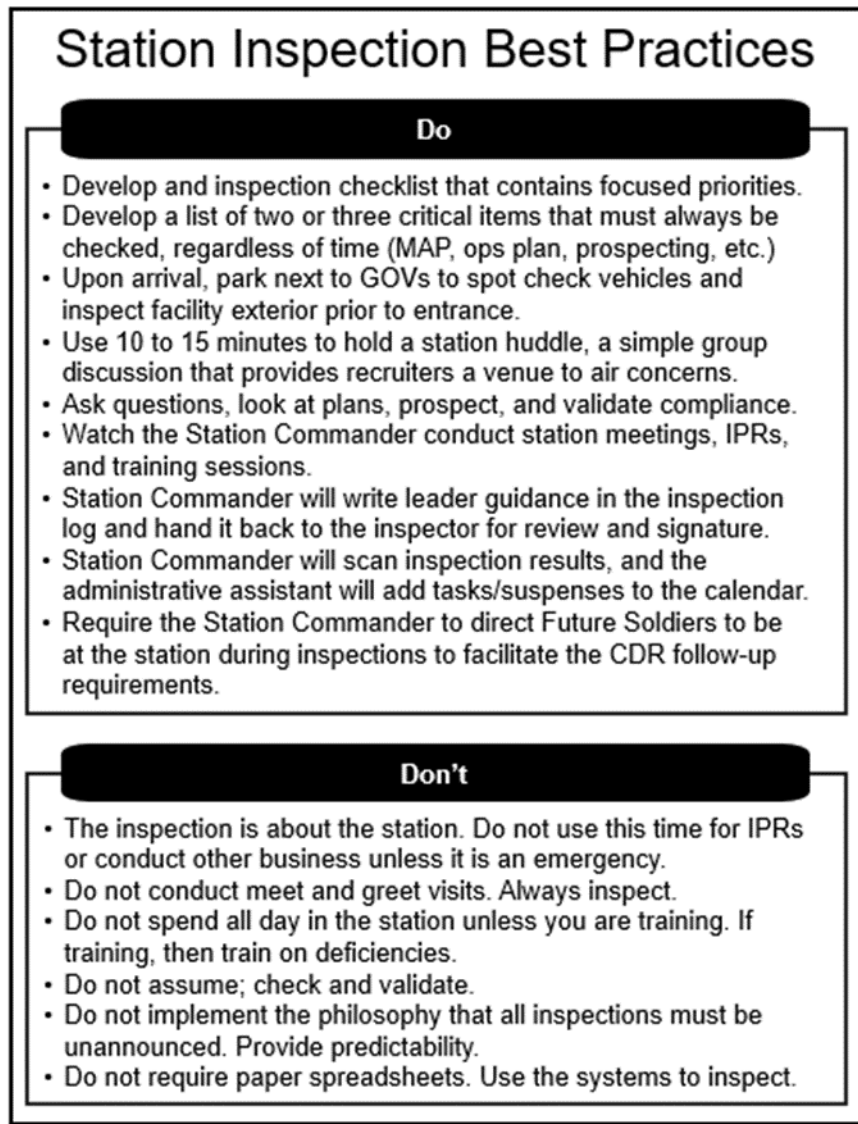 Station Inspection Best Practices
Do
• Develop and inspection checklist that contains focused priorities.
• Develop a list of two or three critical items that must always be
checked, regardless of time (MAP, ops plan, prospecting, etc.)
• Upon arrival, park next to GOVs to spot check vehicles and
inspect facility exterior prior to entrance.
• Use 10 to 15 minutes to hold a station huddle, a simple group
discussion that provides recruiters a venue to air concerns.
• Ask questions, look at plans, prospect, and validate compliance.
• Watch the Station Commander conduct station meetings, IPRs,
and training sessions.
• Station Commander will write leader guidance in the inspection
log and hand it back to the inspector for review and signature.
• Station Commander will scan inspection results, and the
administrative assistant will add tasks/suspenses to the calendar.
• Require the Station Commander to direct Future Soldiers to be
at the station during inspections to facilitate the CDR follow-up
requirements.
Don't
• The inspection is about the station. Do not use this time for IPRs
or conduct other business unless it is an emergency.
• Do not conduct meet and greet visits. Always inspect.
• Do not spend all day in the station unless you are training. If
training, then train on deficiencies.
• Do not assume; check and validate.
• Do not implement the philosophy that all inspections must be
unannounced. Provide predictability.
• Do not require paper spreadsheets. Use the systems to inspect.